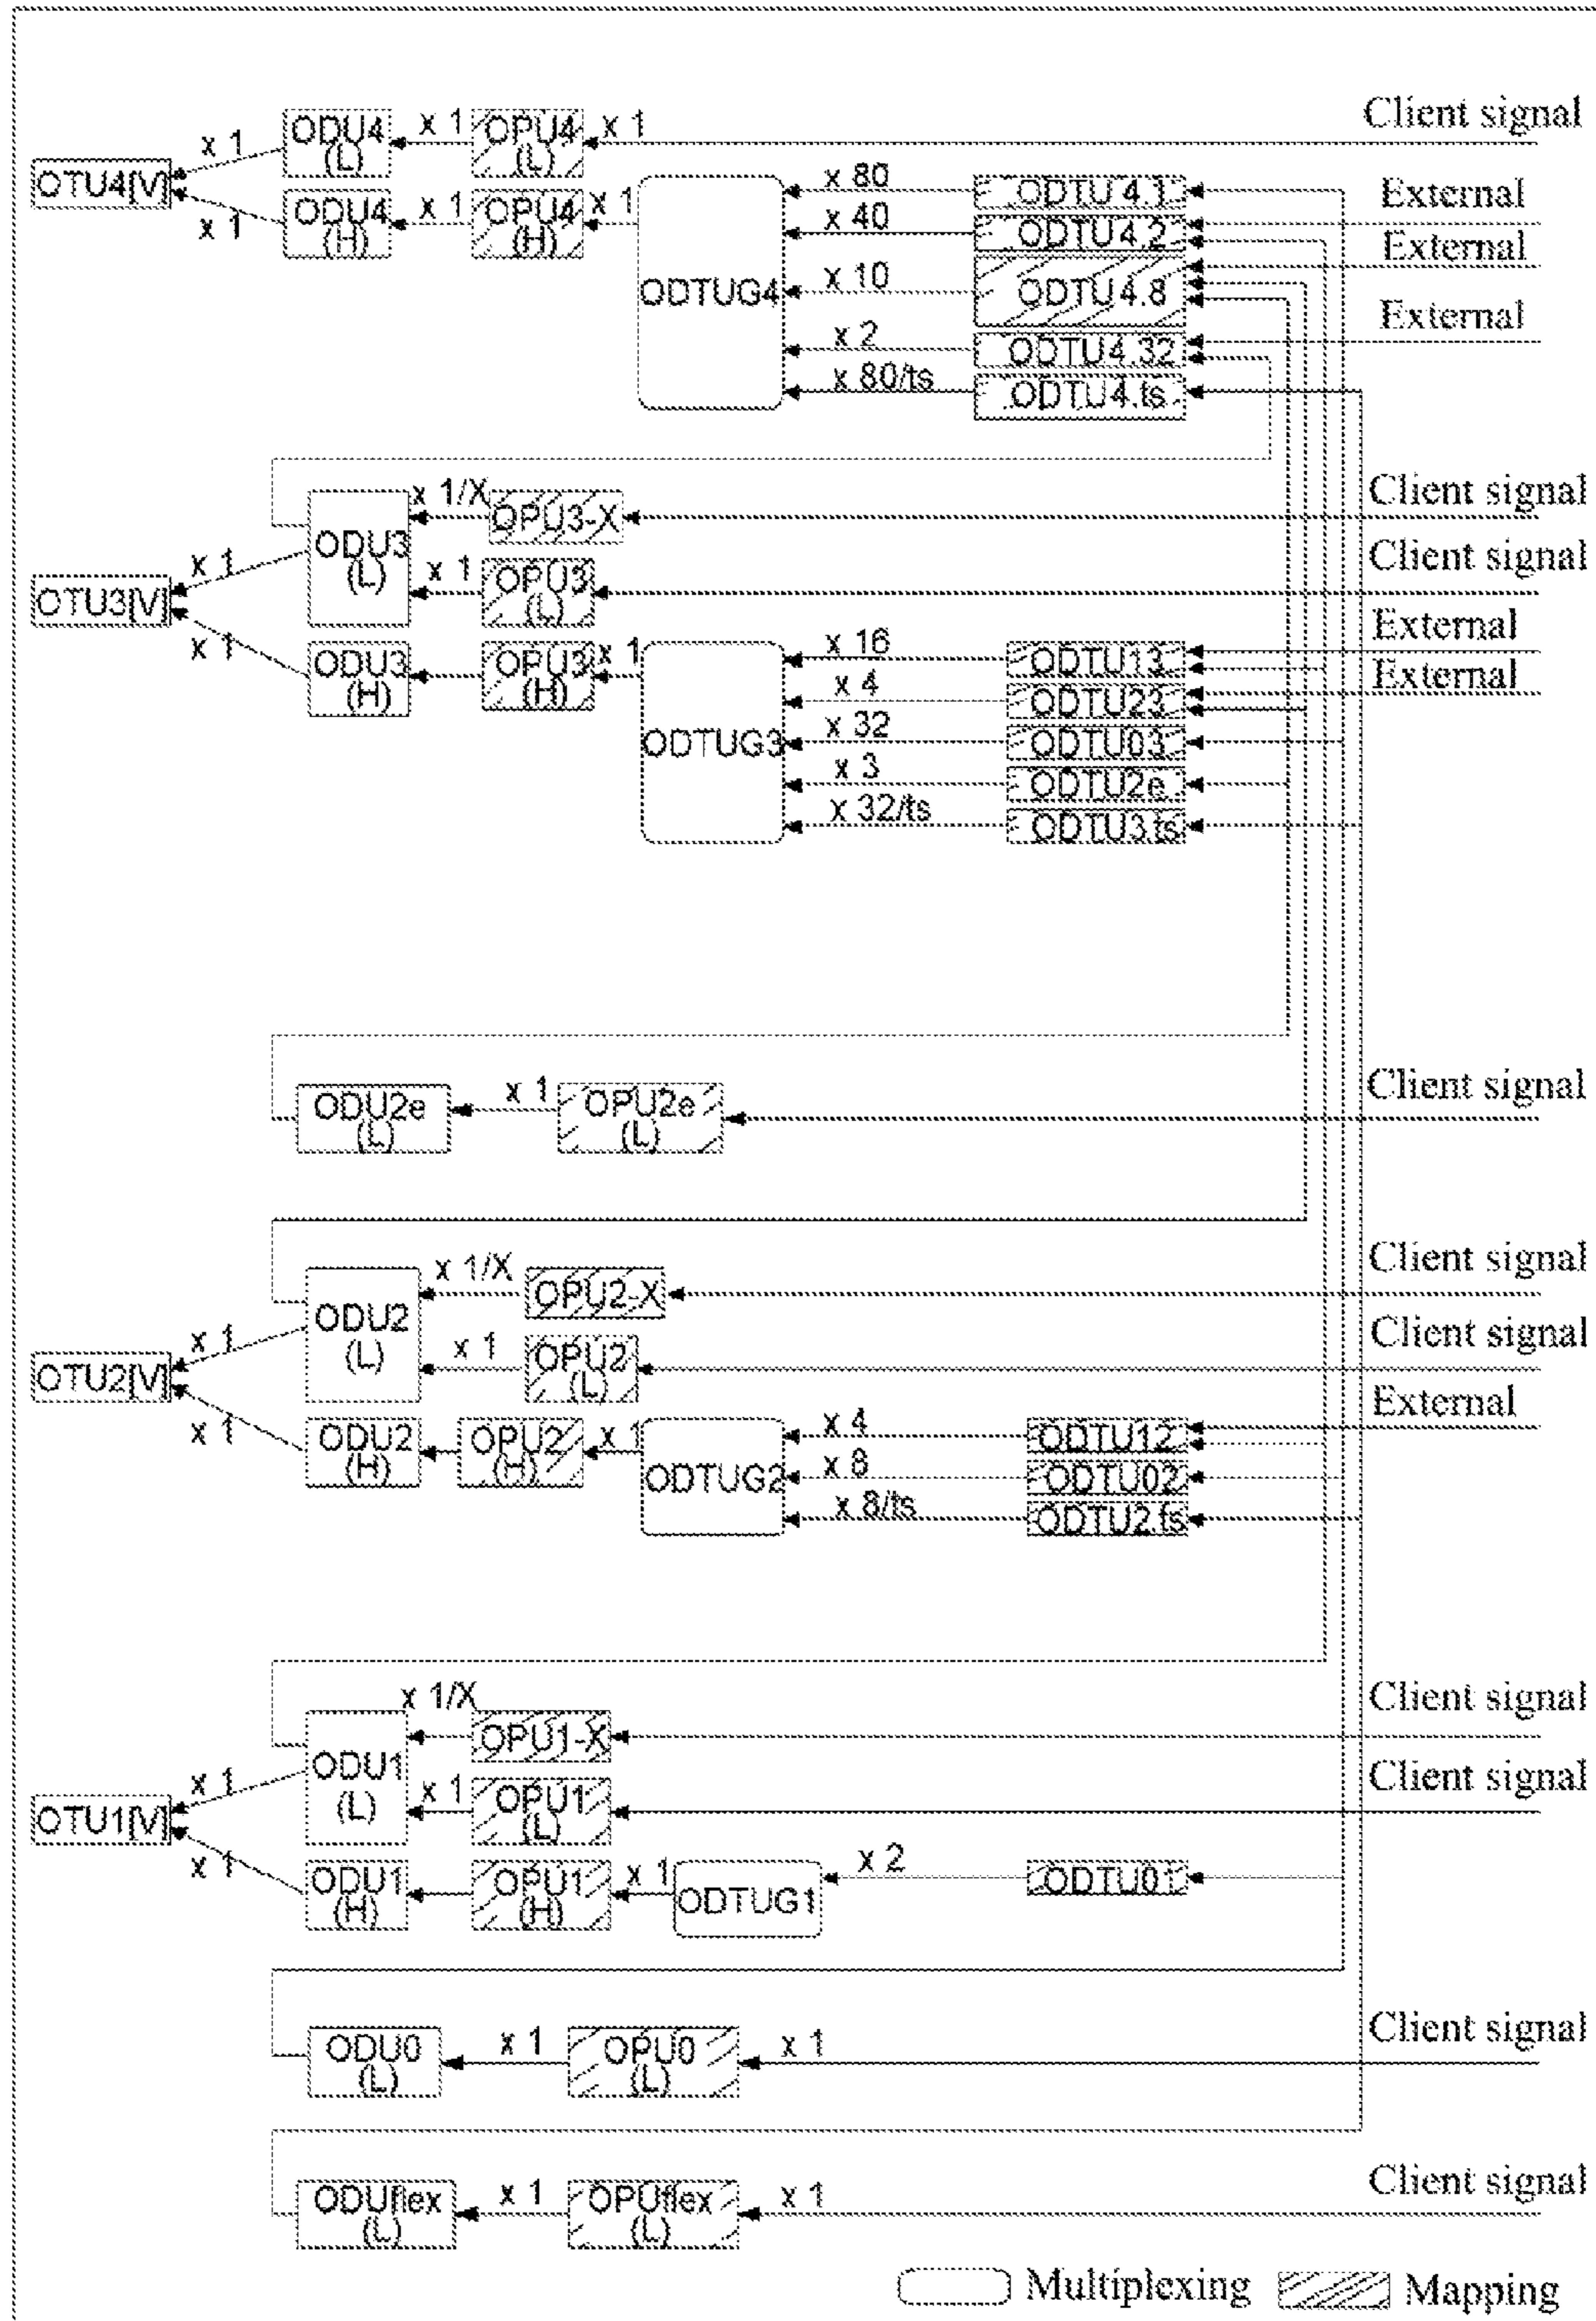 Client signal
x 1
ODU4
(L)
x 1
OPU4
(L)
x 1
OTU4[V]
x 1
ODU4
(H)
x 1
OPU4
(H)
x 1
ODTUG4
x 80
ODTU4.1
External
x 40
ODTU4.2
External
x 10
ODTU4.8
External
x 2
ODTU4.32
x 80/ts
ODTU4.ts
x 1/X
OPU3-X
Client signal
x 1
ODU3
(L)
x 1
OPU3
(L)
Client signal
OTU3[V]
x 1
ODU3
(H)
OPU3
(H)
x 1
ODTUG3
x 16
ODTU13
External
x 4
ODTU23
External
x 32
ODTU03
x 3
ODTU2e
x 32/ts
ODTU3.ts
ODU2e
(L)
x 1
OPU2e
(L)
Client signal
x 1/X
OPU2-X
Client signal
x 1
ODU2
(L)
x 1
OPU2
(L)
Client signal
OTU2[V]
x 1
ODU2
(H)
OPU2
(H)
x 1
ODTUG2
x 4
ODTU12
External
x 8
ODTU02
x 8/ts
ODTU2.ts
x 1/X
OPU1-X
Client signal
x 1
ODU1
(L)
x 1
OPU1
(L)
Client signal
OTU1[V]
x 1
ODU1
(H)
OPU1
(H)
x 1
ODTUG1
x 2
ODTU01
ODU0
(L)
x 1
OPU0
(L)
x 1
Client signal
ODUflex
(L)
x 1
OPUflex
(L)
x 1
Client signal
Multiplexing
Mapping